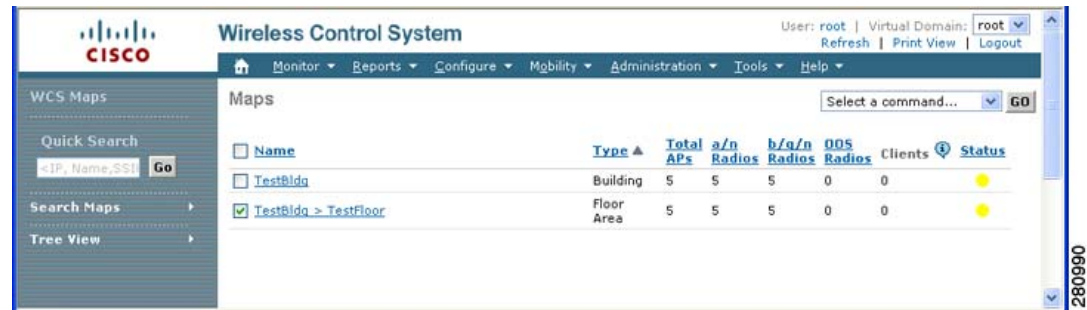 CISCO
Wireless Control System
User: root | Virtual Domain: root
Refresh | Print View | Logout
Monitor Reports Configure Mobility Administration Tools Help
WCS Maps
Quick Search
<IP, Name,SSI Go
Search Maps
Tree View
Maps
Select a command... GO
Name Type Total APs a/n Radios b/g/n Radios OOS Radios Clients Status
TestBldg Building 5 5 5 0 0
TestBldg > TestFloor Floor Area 5 5 5 0 0
280990